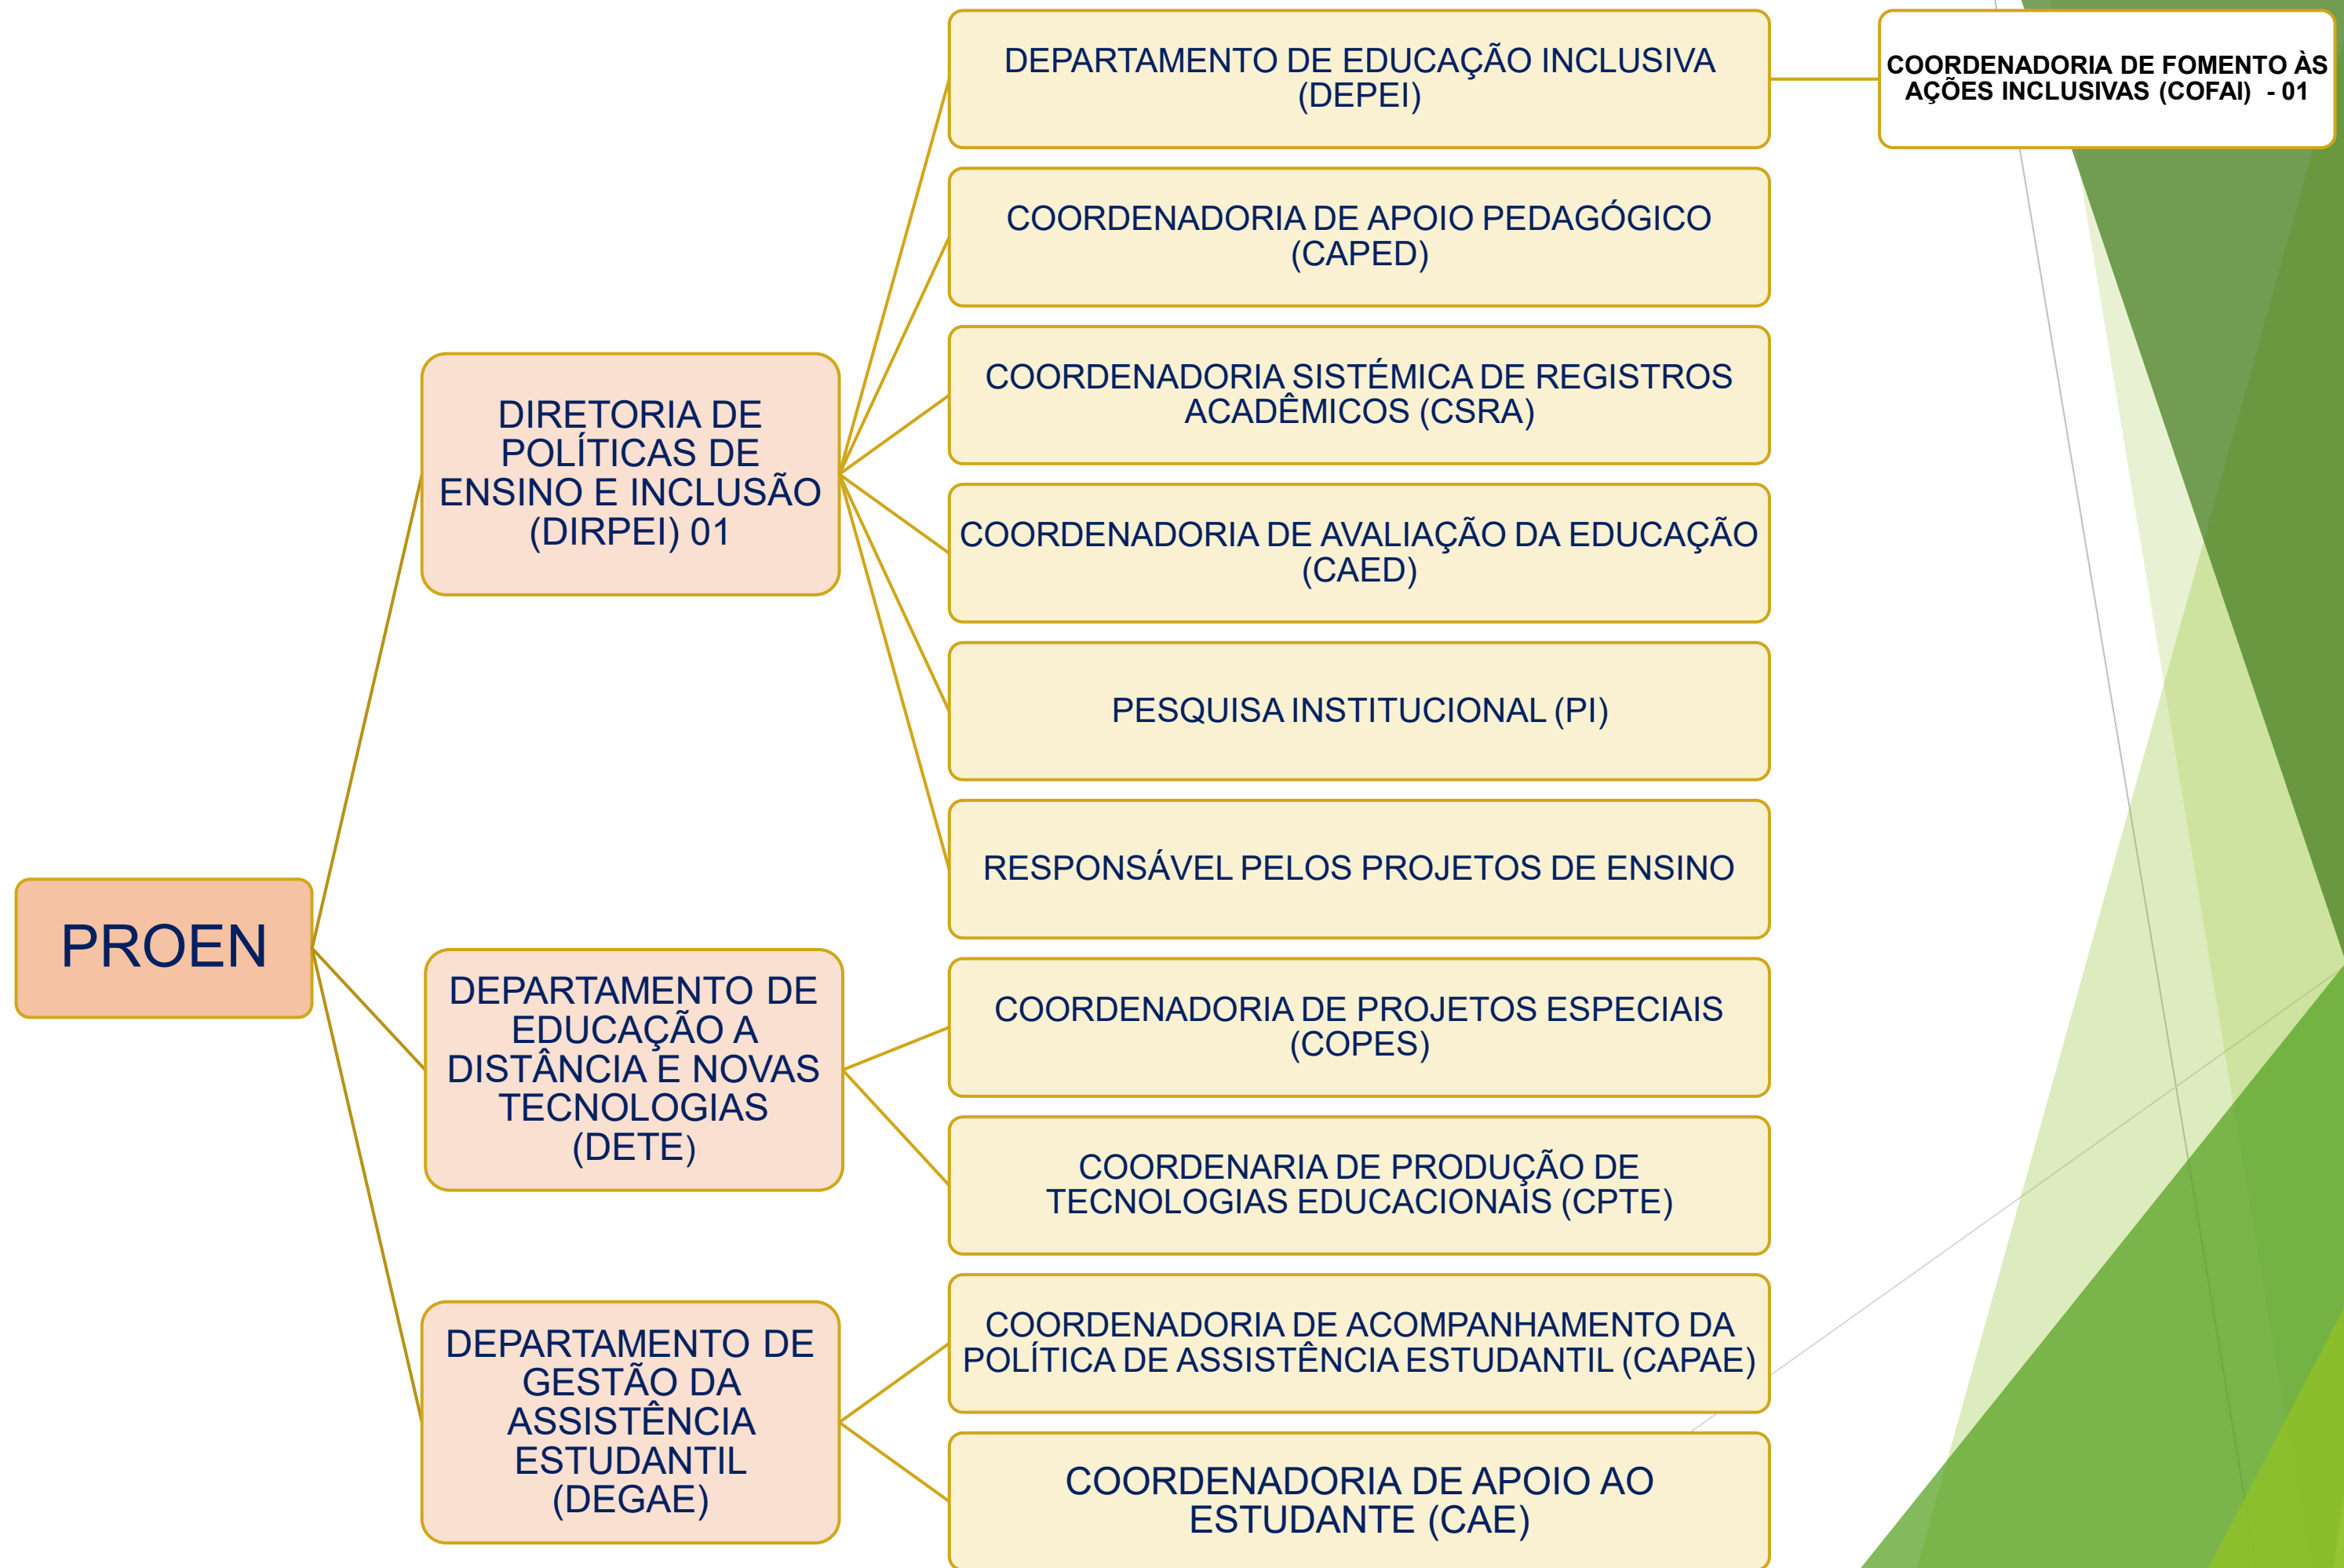 PROEN
DIRETORIA DE
POLÍTICAS DE
ENSINO E INCLUSÃO
(DIRPEI) 01
DEPARTAMENTO DE EDUCAÇÃO INCLUSIVA
(DEPEI)
COORDENADORIA DE FOMENTO ÀS
AÇÕES INCLUSIVAS (COFAI)  - 01
COORDENADORIA DE APOIO PEDAGÓGICO
(CAPED)
COORDENADORIA SISTÉMICA DE REGISTROS
ACADÊMICOS (CSRA)
COORDENADORIA DE AVALIAÇÃO DA EDUCAÇÃO
(CAED)
PESQUISA INSTITUCIONAL (PI)
RESPONSÁVEL PELOS PROJETOS DE ENSINO
DEPARTAMENTO DE
EDUCAÇÃO A
DISTÂNCIA E NOVAS
TECNOLOGIAS
(DETE)
COORDENADORIA DE PROJETOS ESPECIAIS
(COPES)
COORDENARIA DE PRODUÇÃO DE
TECNOLOGIAS EDUCACIONAIS (CPTE)
DEPARTAMENTO DE
GESTÃO DA
ASSISTÊNCIA
ESTUDANTIL
(DEGAE)
COORDENADORIA DE ACOMPANHAMENTO DA
POLÍTICA DE ASSISTÊNCIA ESTUDANTIL (CAPAE)
COORDENADORIA DE APOIO AO
ESTUDANTE (CAE)